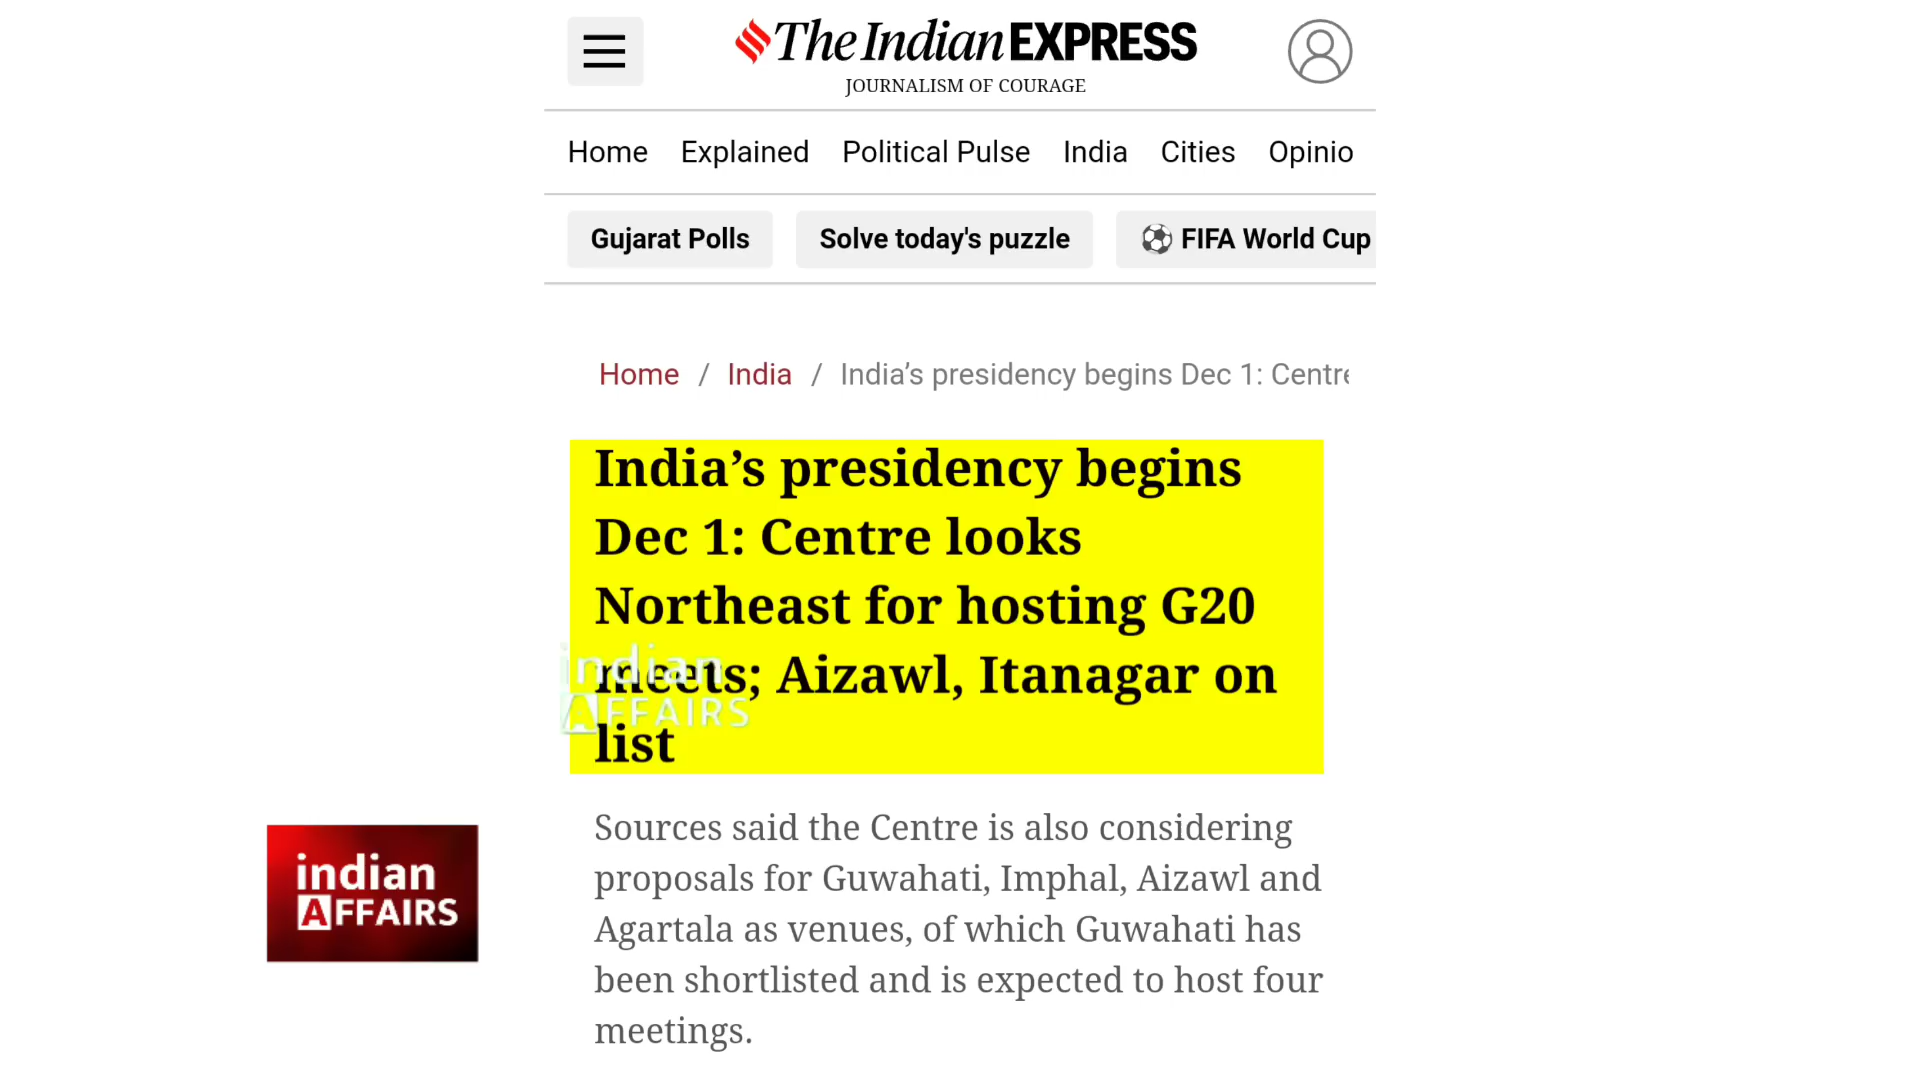 The Indian EXPRESS
JOURNALISM OF COURAGE
Home Explained Political Pulse India Cities Opinio
Gujarat Polls Solve today's puzzle ⚽ FIFA World Cup
Home / India / India’s presidency begins Dec 1: Centre
India’s presidency begins
Dec 1: Centre looks
Northeast for hosting G20
meets; Aizawl, Itanagar on
list
indian
AFFAIRS
Sources said the Centre is also considering
proposals for Guwahati, Imphal, Aizawl and
Agartala as venues, of which Guwahati has
been shortlisted and is expected to host four
meetings.
indian
AFFAIRS